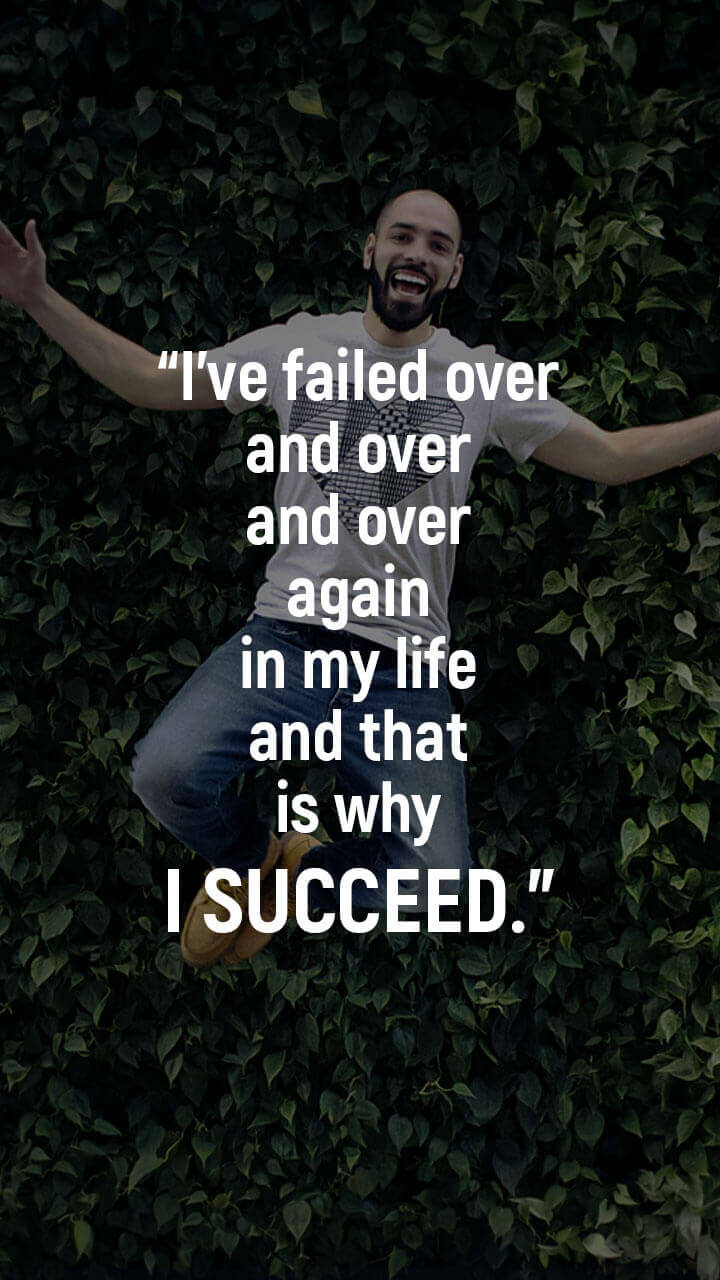 “I’ve failed over
and over
and over
again
in my life
and that
is why
I SUCCEED.”